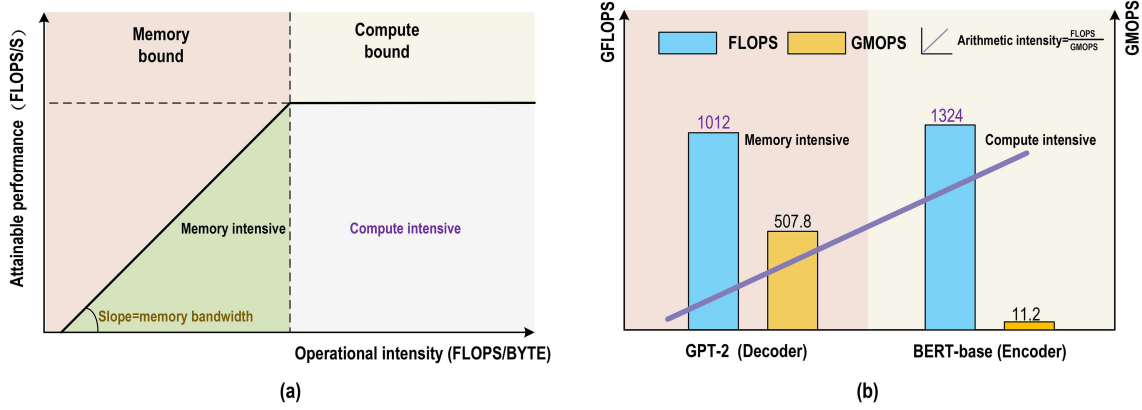 Attainable performance（FLOPS/S）
Memory
bound
Compute
bound
Memory intensive
Compute intensive
Slope=memory bandwidth
Operational intensity (FLOPS/BYTE)
(a)
GFLOPS
FLOPS
GMOPS
Arithmetic intensity=FLOPS/GMOPS
GMOPS
1012
Memory intensive
507.8
1324
Compute intensive
11.2
GPT-2 (Decoder)
BERT-base (Encoder)
(b)